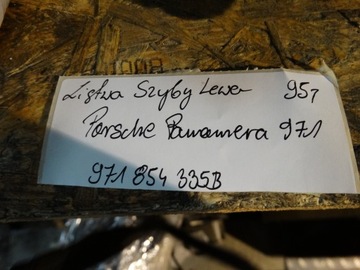 Listwa Szyby Lewa 957
Porsche Panamera 971
971 854 335B